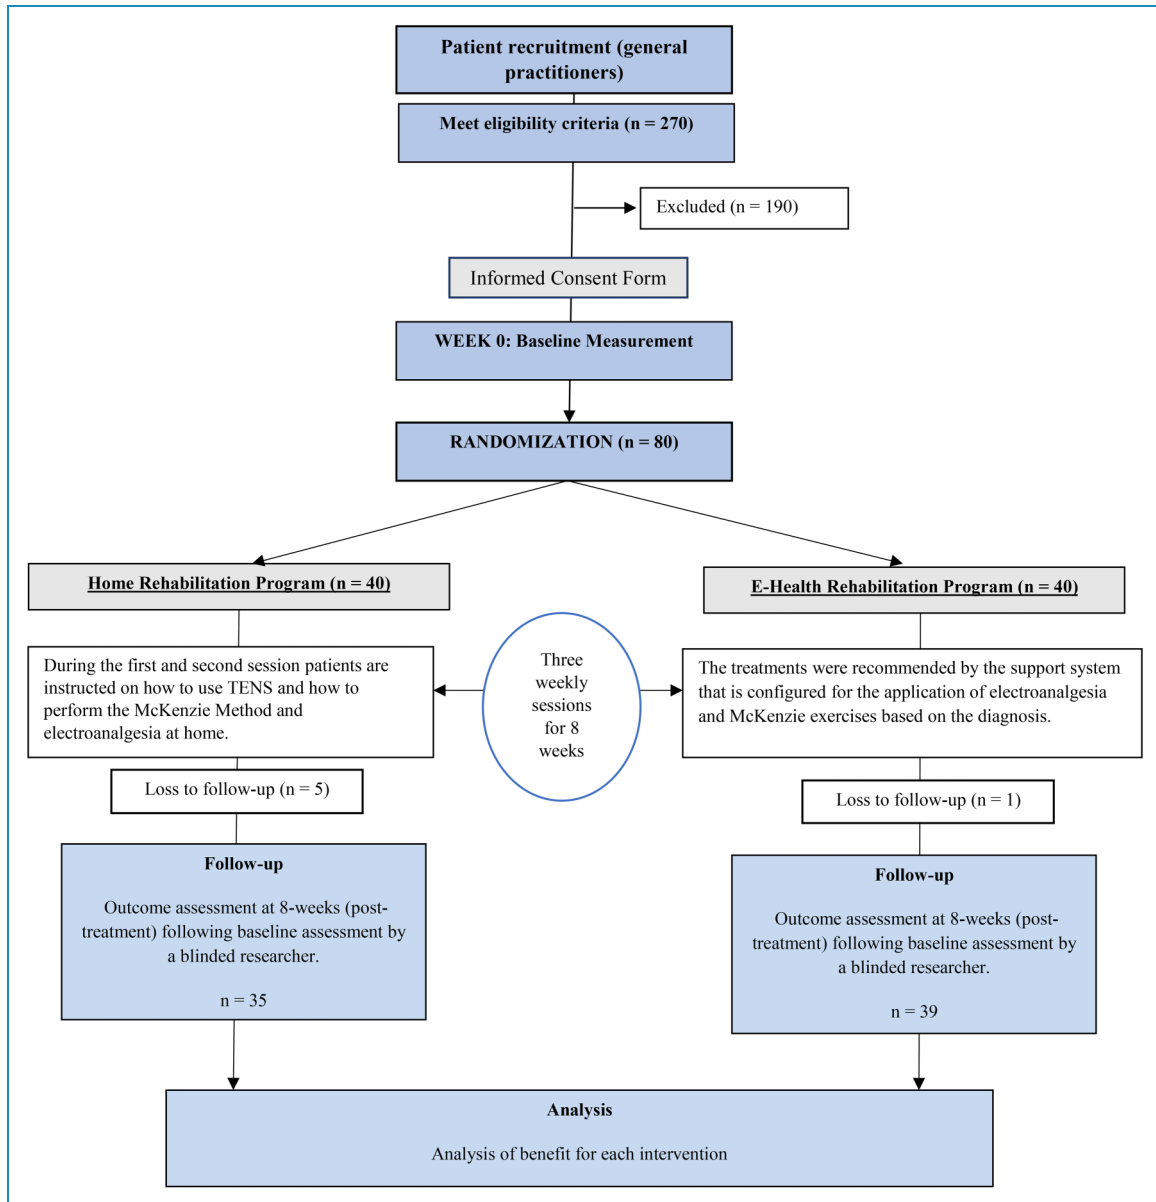 Patient recruitment (general
practitioners)
Meet eligibility criteria (n = 270)
Excluded (n = 190)
Informed Consent Form
WEEK 0: Baseline Measurement
RANDOMIZATION (n = 80)
Home Rehabilitation Program (n = 40)
E-Health Rehabilitation Program (n = 40)
During the first and second session patients are
instructed on how to use TENS and how to
perform the McKenzie Method and
electroanalgesia at home.
Three
weekly
sessions
for 8
weeks
The treatments were recommended by the support system
that is configured for the application of electroanalgesia
and McKenzie exercises based on the diagnosis.
Loss to follow-up (n = 5)
Loss to follow-up (n = 1)
Follow-up
Outcome assessment at 8-weeks (post-
treatment) following baseline assessment by
a blinded researcher.
n = 35
Follow-up
Outcome assessment at 8-weeks (post-
treatment) following baseline assessment by
a blinded researcher.
n = 39
Analysis
Analysis of benefit for each intervention